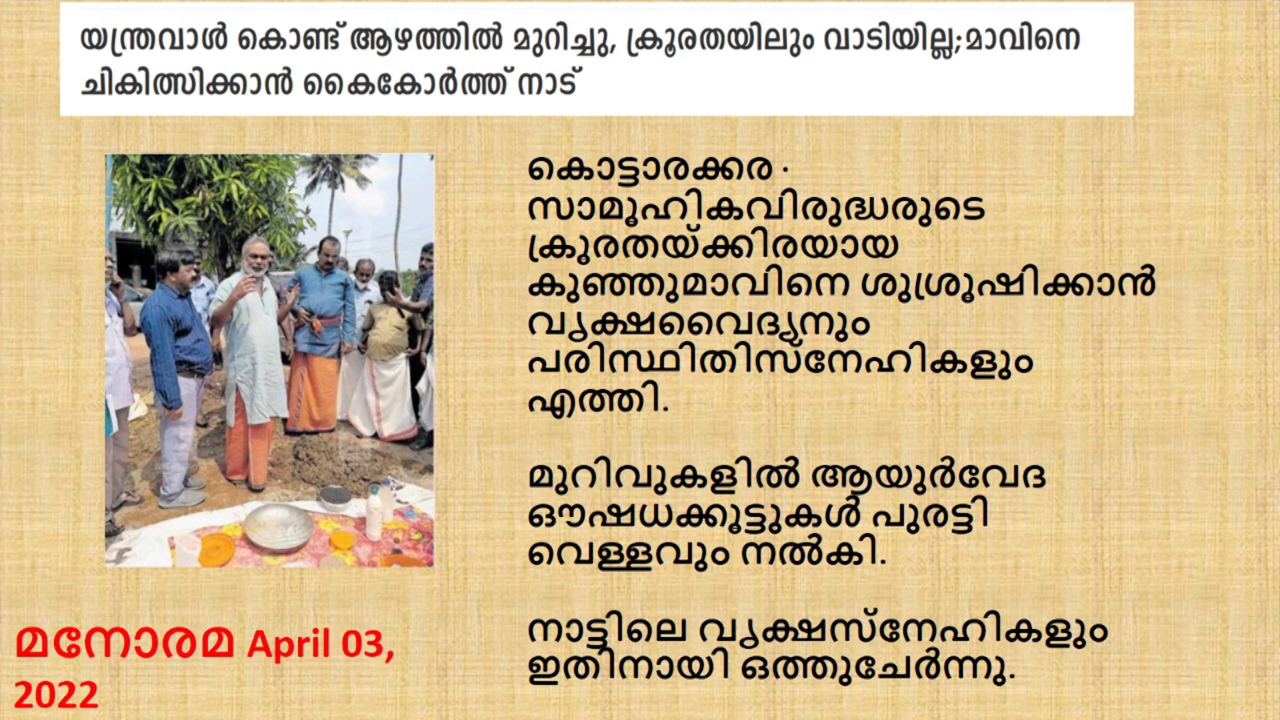 യന്ത്രവാൾ കൊണ്ട് ആഴത്തിൽ മുറിച്ചു, ക്രൂരതയിലും വാടിയില്ല;മാവിനെ
ചികിത്സിക്കാൻ കൈകോർത്ത് നാട്
കൊട്ടാരക്കര ∙
സാമൂഹികവിരുദ്ധരുടെ
ക്രൂരതയ്ക്കിരയായ
കുഞ്ഞുമാവിനെ ശുശ്രൂഷിക്കാൻ
വൃക്ഷവൈദ്യനും
പരിസ്ഥിതിസ്നേഹികളും
എത്തി.
മുറിവുകളിൽ ആയുർവേദ
ഔഷധക്കൂട്ടുകൾ പുരട്ടി
വെള്ളവും നൽകി.
നാട്ടിലെ വൃക്ഷസ്നേഹികളും
ഇതിനായി ഒത്തുചേർന്നു.
മനോരമ April 03,
2022